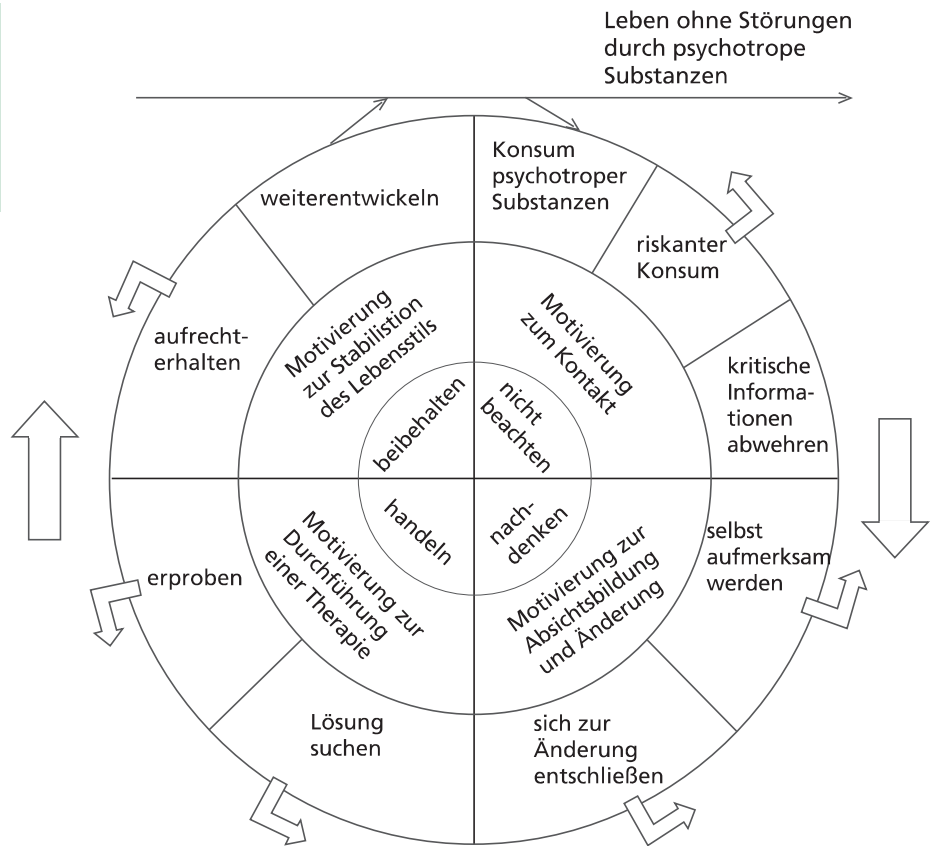 Leben ohne Störungen
durch psychotrope
Substanzen
Konsum
psychotroper
Substanzen
weiterentwickeln
riskanter
Konsum
aufrecht-
erhalten
kritische
Informa-
tionen
abwehren
Motivierung
zur Stabilistion
des Lebensstils
Motivierung
zum Kontakt
beibehalten
nicht
beachten
handeln
nach-
denken
Motivierung zur
Durchführung
einer Therapie
Motivierung zur
Absichtsbildung
und Änderung
selbst
aufmerksam
werden
erproben
Lösung
suchen
sich zur
Änderung
entschließen